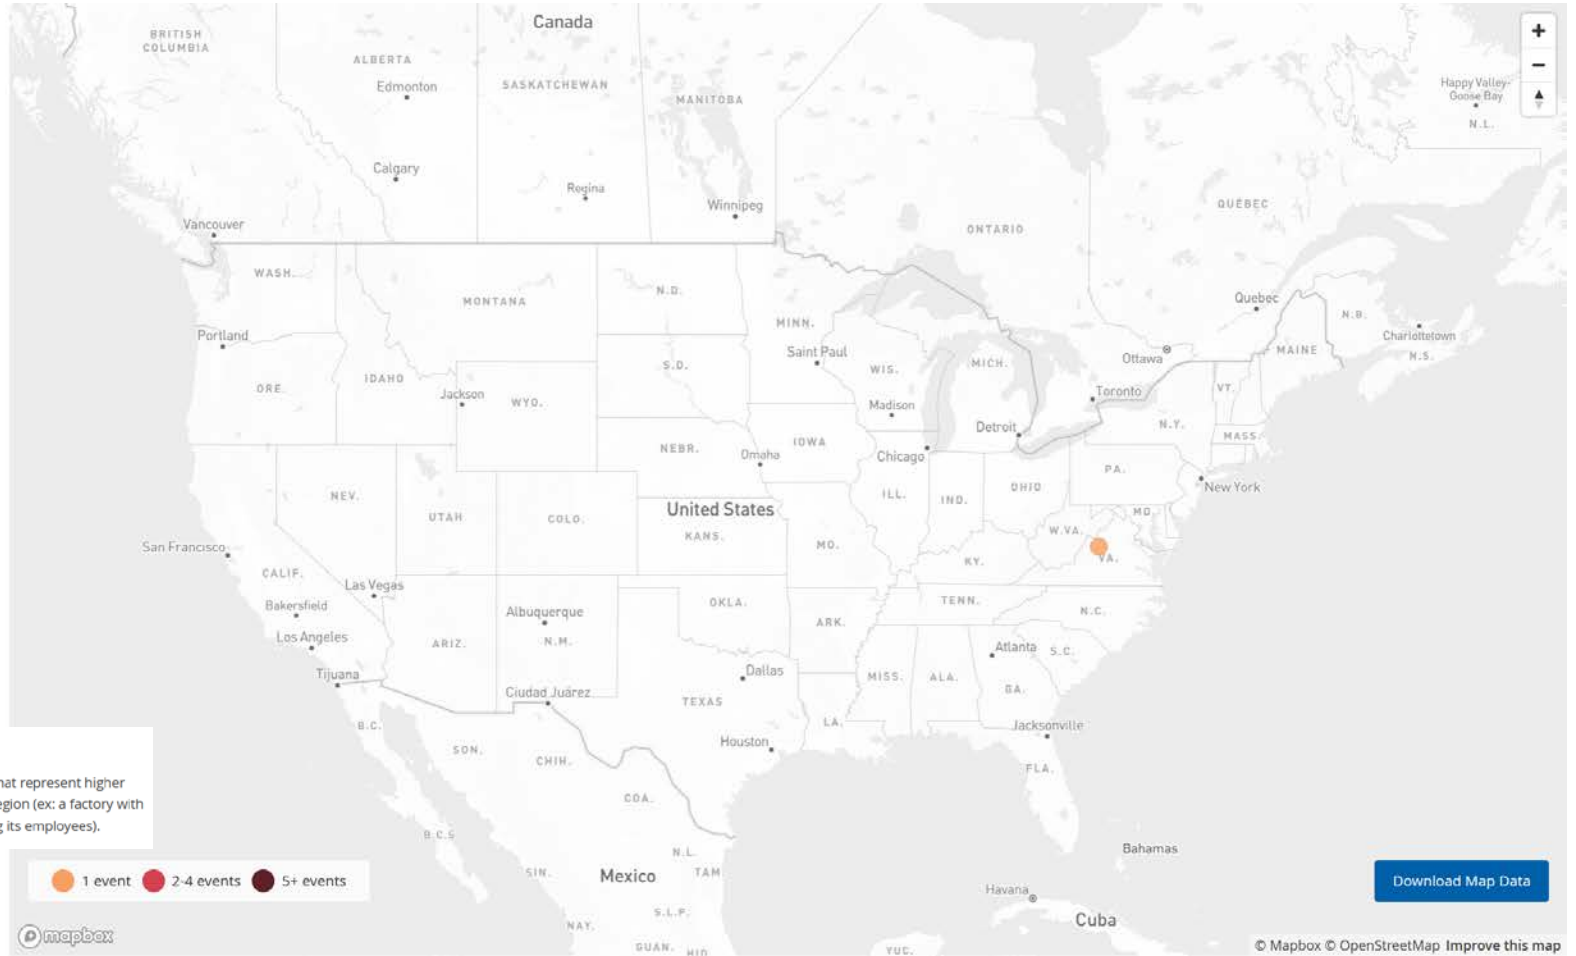 Canada
BRITISH
COLUMBIA
ALBERTA
Edmonton
SASKATCHEWAN
MANITOBA
Happy Valley-
Goose Bay
N.L.
Calgary
Regina
Winnipeg
QUÉBEC
Vancouver
ONTARIO
WASH.
MONTANA
N.D.
Quebec
N.B.
MINN.
Charlottetown
Portland
Saint Paul
Ottawa
MAINE
N.S.
ORE.
IDAHO
S.D.
WIS.
MICH.
Jackson
WYO.
Toronto
VT.
Madison
Detroit
N.Y.
MASS.
NEBR.
Omaha
IOWA
Chicago
PA.
NEV.
UTAH
COLO.
United States
ILL.
IND.
OHIO
New York
MD.
KANS.
MO.
W.VA.
San Francisco
KY.
VA.
CALIF.
Las Vegas
Bakersfield
Albuquerque
OKLA.
TENN.
N.C.
Los Angeles
ARIZ.
N.M.
ARK.
Atlanta
S.C.
Tijuana
Dallas
MISS.
ALA.
GA.
Ciudad Juárez
TEXAS
B.C.
LA.
Jacksonville
SON.
CHIH.
Houston
FLA.
hat represent higher
egion (ex: a factory with
g its employees).
COA.
B.C.S
N.L.
Bahamas
SIN.
Mexico
TAM
1 event 2-4 events 5+ events
Download Map Data
Havana
S.L.P.
Cuba
NAY.
mapbox
GUAN.
HID
YUC.
© Mapbox © OpenStreetMap Improve this map